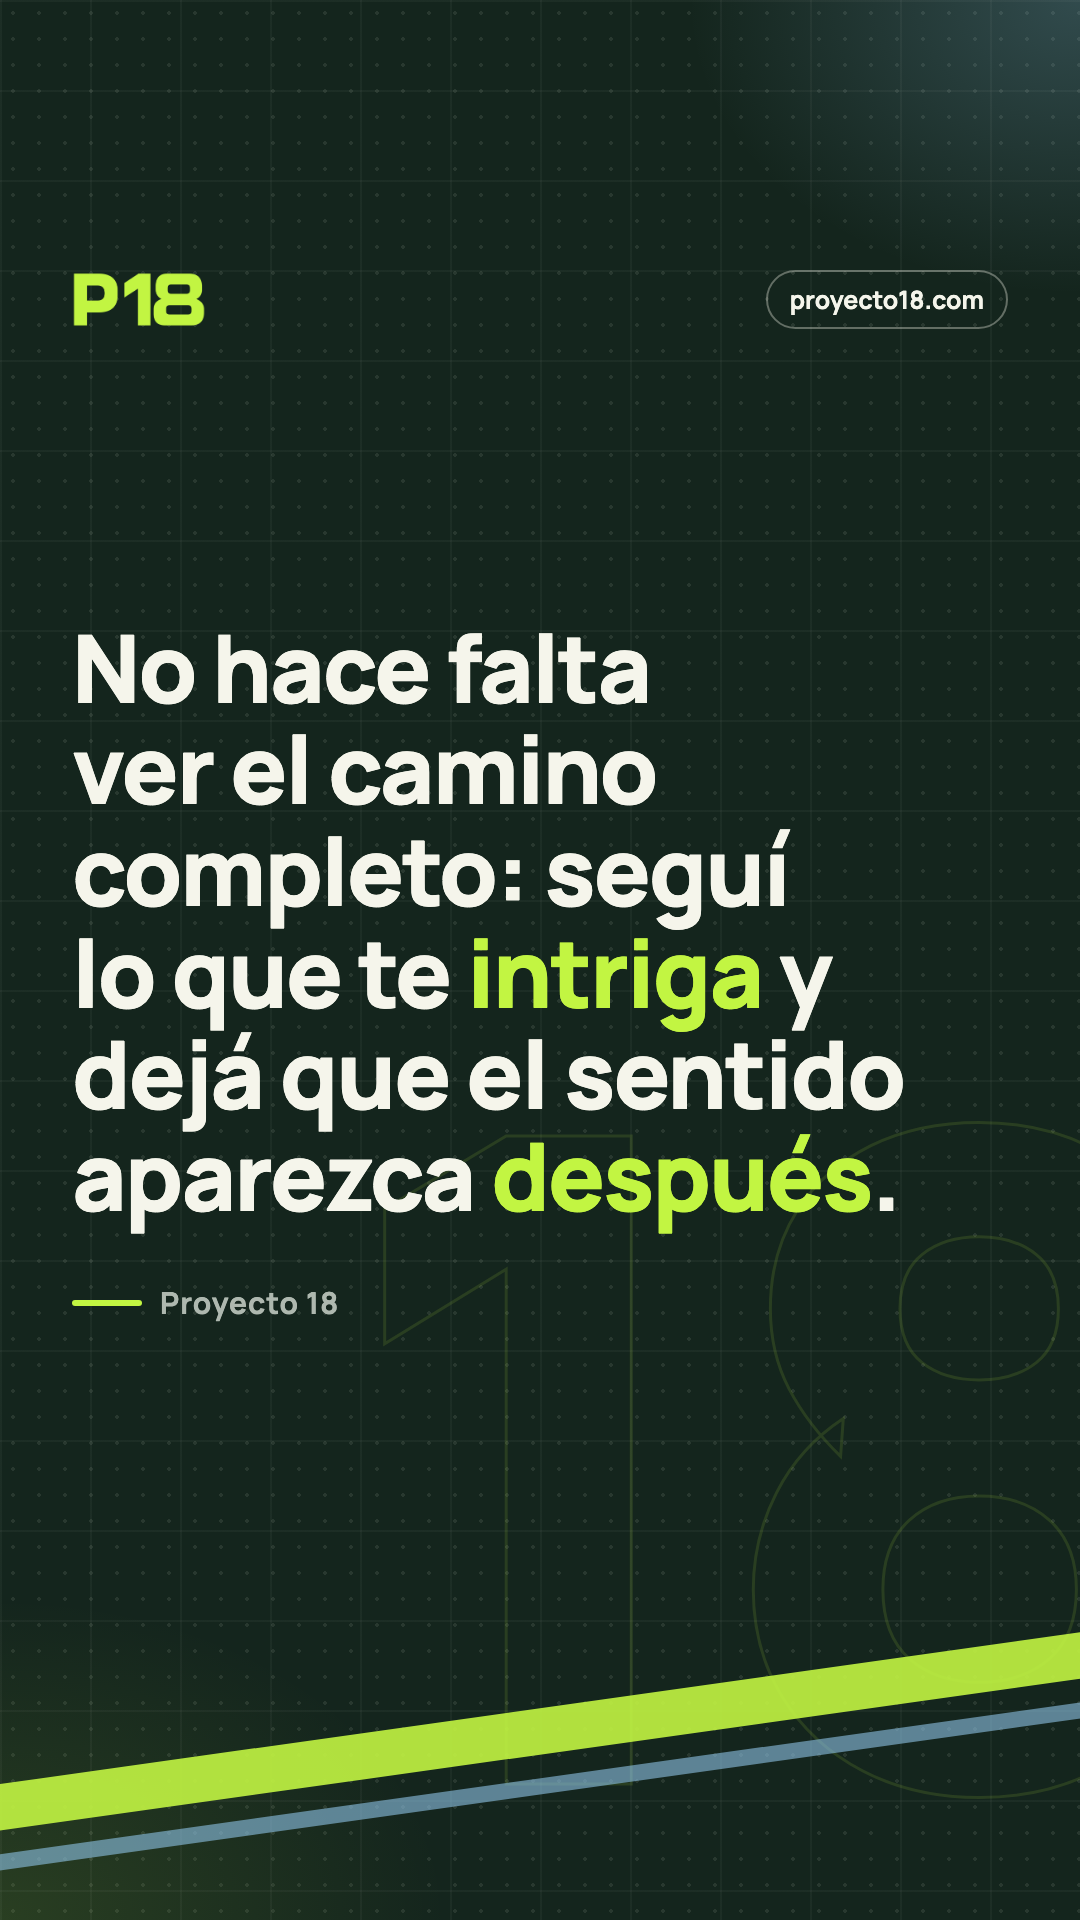 P18
proyecto18.com
No hace falta
ver el camino
completo: seguí
lo que te intriga y
dejá que el sentido
aparezca después.
Proyecto 18
18